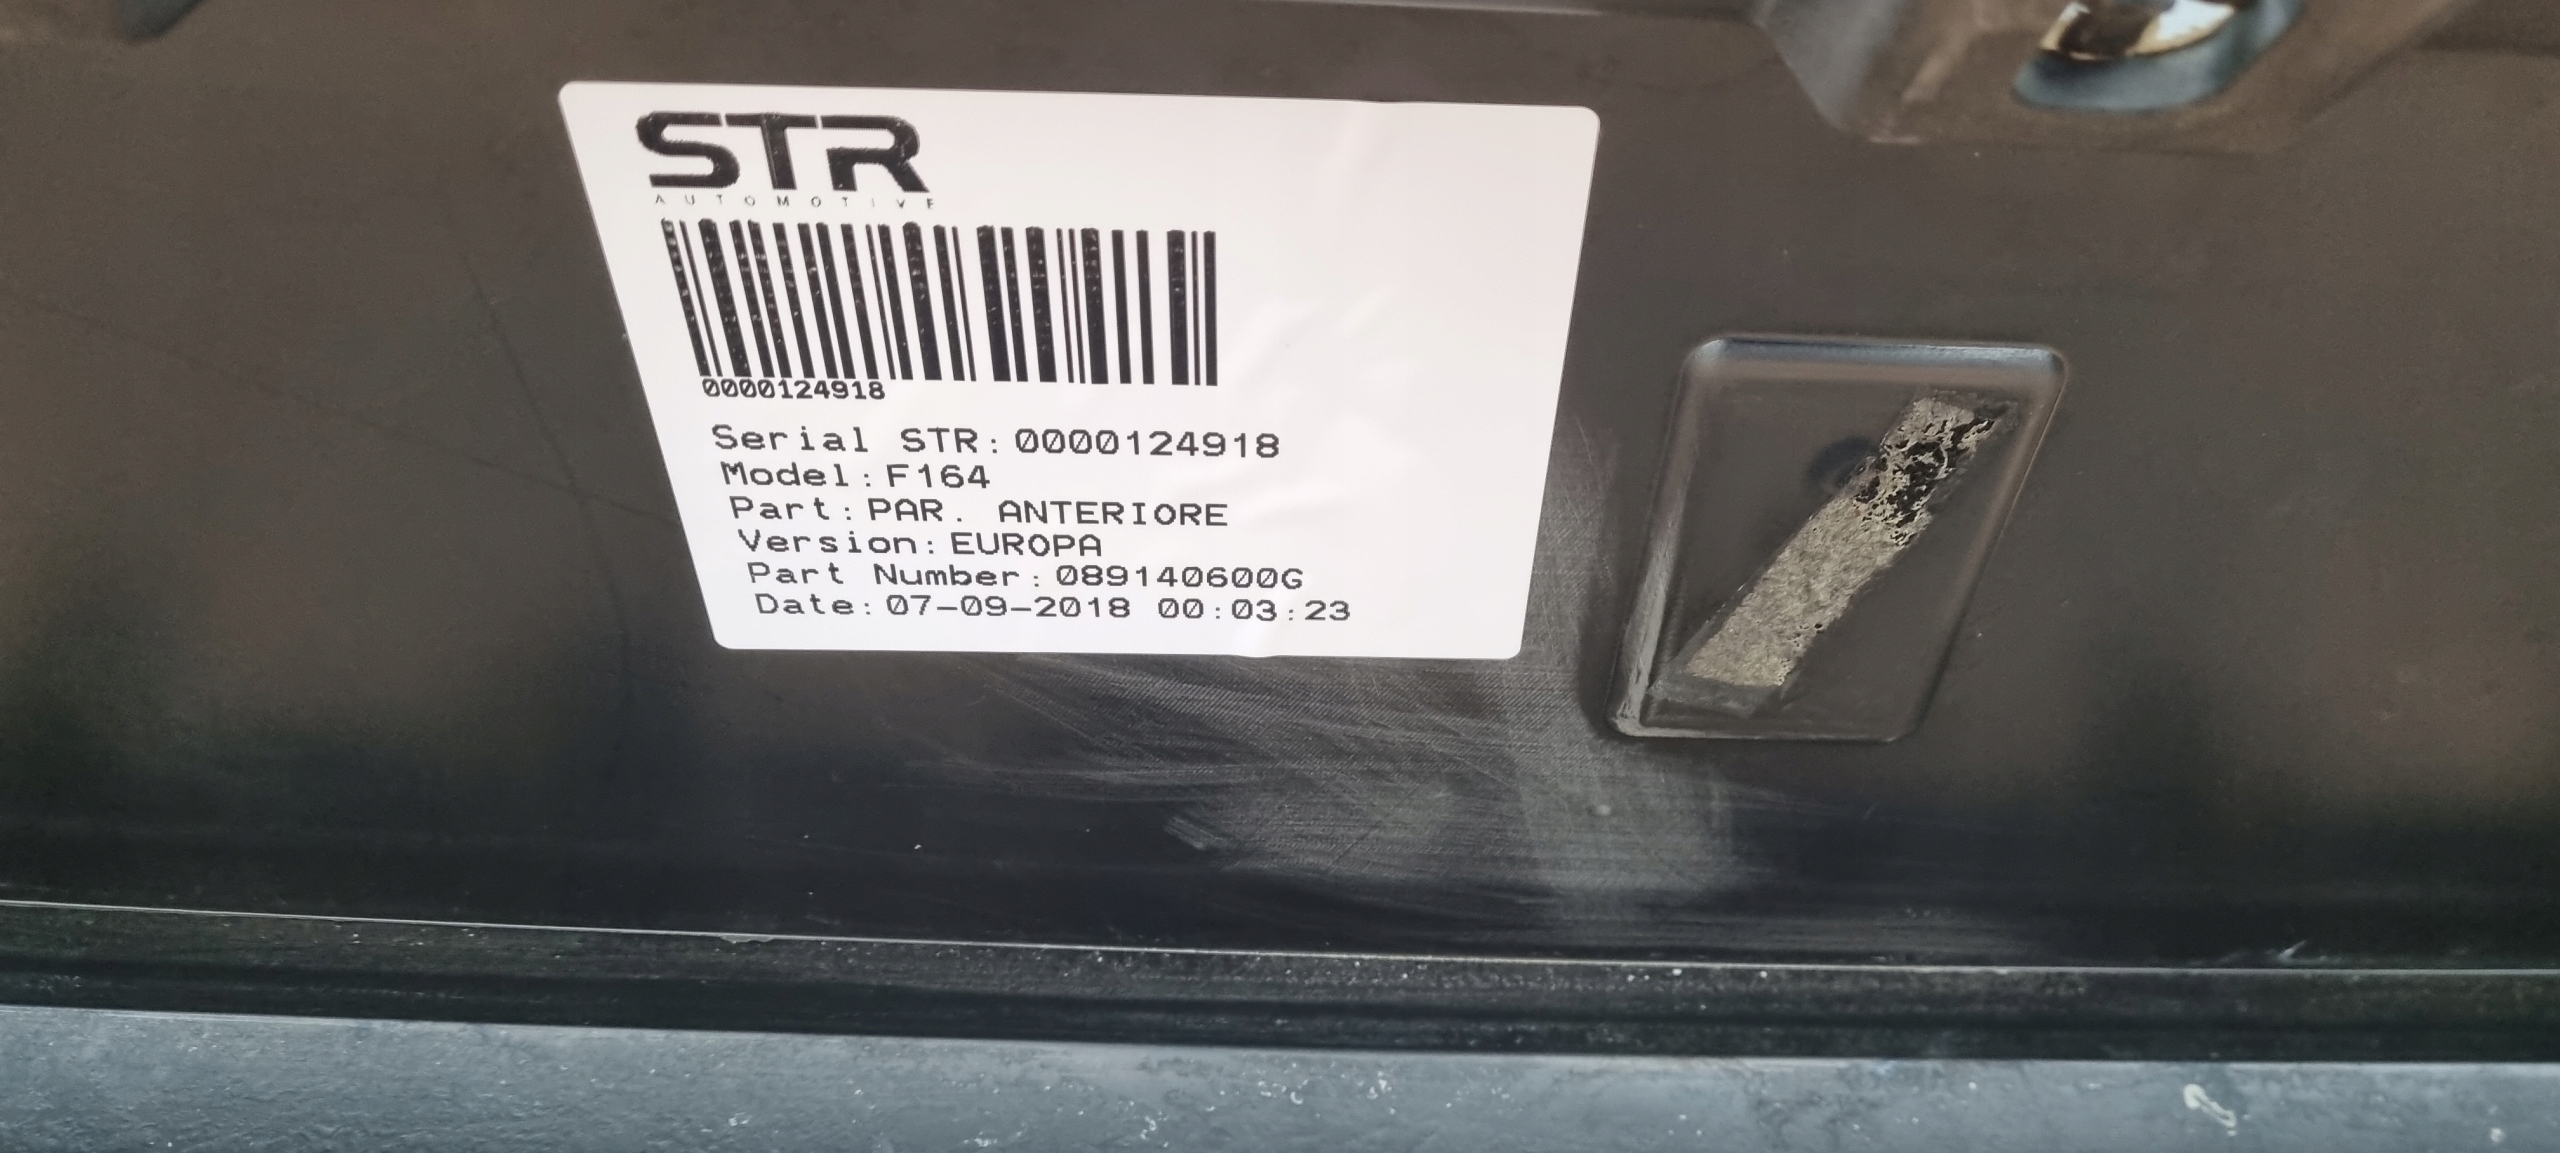 STR
AUTOMOTIVE
0000124918
Serial STR: 0000124918
Model: F164
Part: PAR. ANTERIORE
Version: EUROPA
Part Number: 089140600G
Date: 07-09-2018 00:03:23